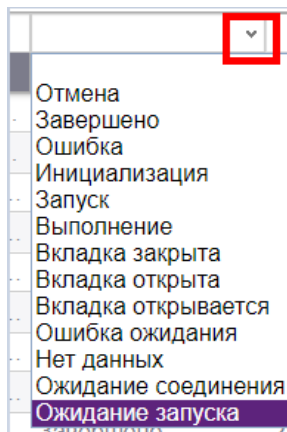 Отмена
Завершено
Ошибка
Инициализация
Запуск
Выполнение
Вкладка закрыта
Вкладка открыта
Вкладка открывается
Ошибка ожидания
Нет данных
Ожидание соединения
Ожидание запуска